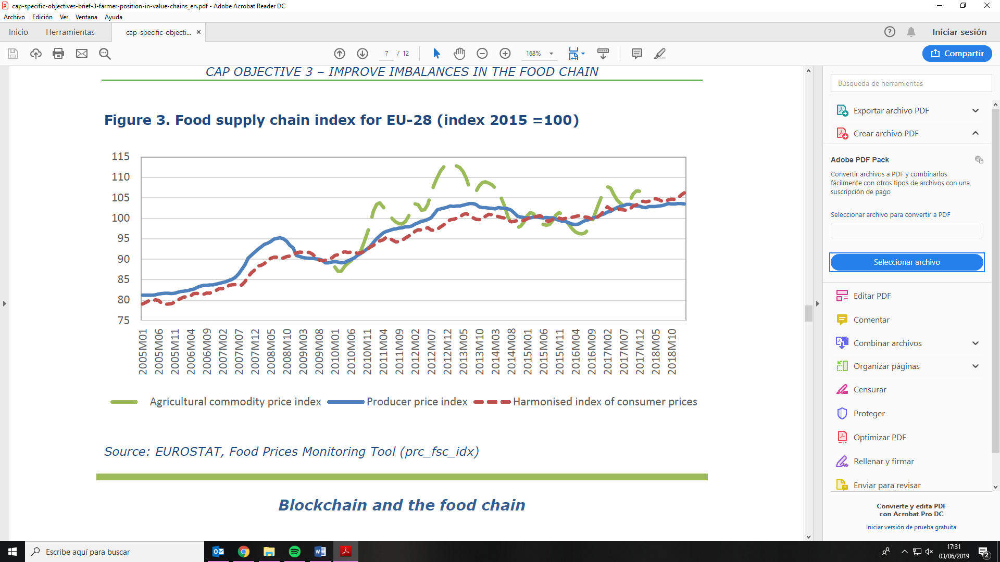 cap-specific-objectives-brief-3-farmer-position-in-value-chains_en.pdf - Adobe Acrobat Reader DC
Archivo Edición Ver Ventana Ayuda
Inicio Herramientas cap-specific-objecti... Iniciar sesión
7 / 12 168% Compartir
CAP OBJECTIVE 3 – IMPROVE IMBALANCES IN THE FOOD CHAIN
Figure 3. Food supply chain index for EU-28 (index 2015 =100)
115
110
105
100
95
90
85
80
75
2005M01
2005M06
2005M11
2006M04
2006M09
2007M02
2007M07
2007M12
2008M05
2008M10
2009M03
2009M08
2010M01
2010M06
2010M11
2011M04
2011M09
2012M02
2012M07
2012M12
2013M05
2013M10
2014M03
2014M08
2015M01
2015M06
2015M11
2016M04
2016M09
2017M02
2017M07
2017M12
2018M05
2018M10
Agricultural commodity price index Producer price index Harmonised index of consumer prices
Source: EUROSTAT, Food Prices Monitoring Tool (prc_fsc_idx)
Blockchain and the food chain
Búsqueda de herramientas
Exportar archivo PDF
Crear archivo PDF
Adobe PDF Pack
Convertir archivos a PDF y combinarlos
fácilmente con otros tipos de archivos con una
suscripción de pago
Seleccionar archivo para convertir a PDF
Seleccionar archivo
Editar PDF
Comentar
Combinar archivos
Organizar páginas
Censurar
Proteger
Optimizar PDF
Rellenar y firmar
Enviar para revisar
Convierte y edita PDF
con Acrobat Pro DC
Iniciar versión de prueba gratuita
Escribe aquí para buscar
17:31
03/06/2019
2